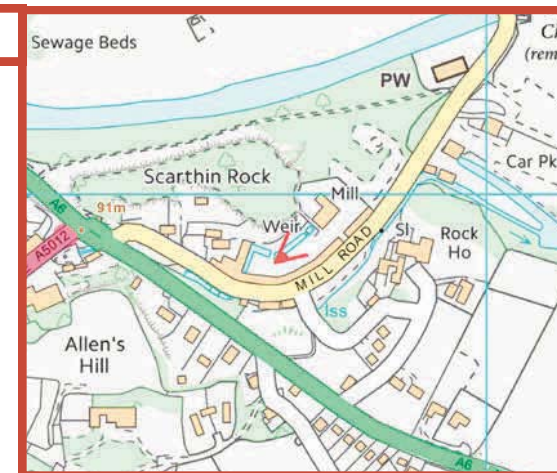 Sewage Beds
Cl
(rem
PW
Scarthin Rock
Car Pk
Mill
A6
91m
Weir
Sl
Rock
Ho
A5012
MILL ROAD
Iss
Allen's
Hill
A6